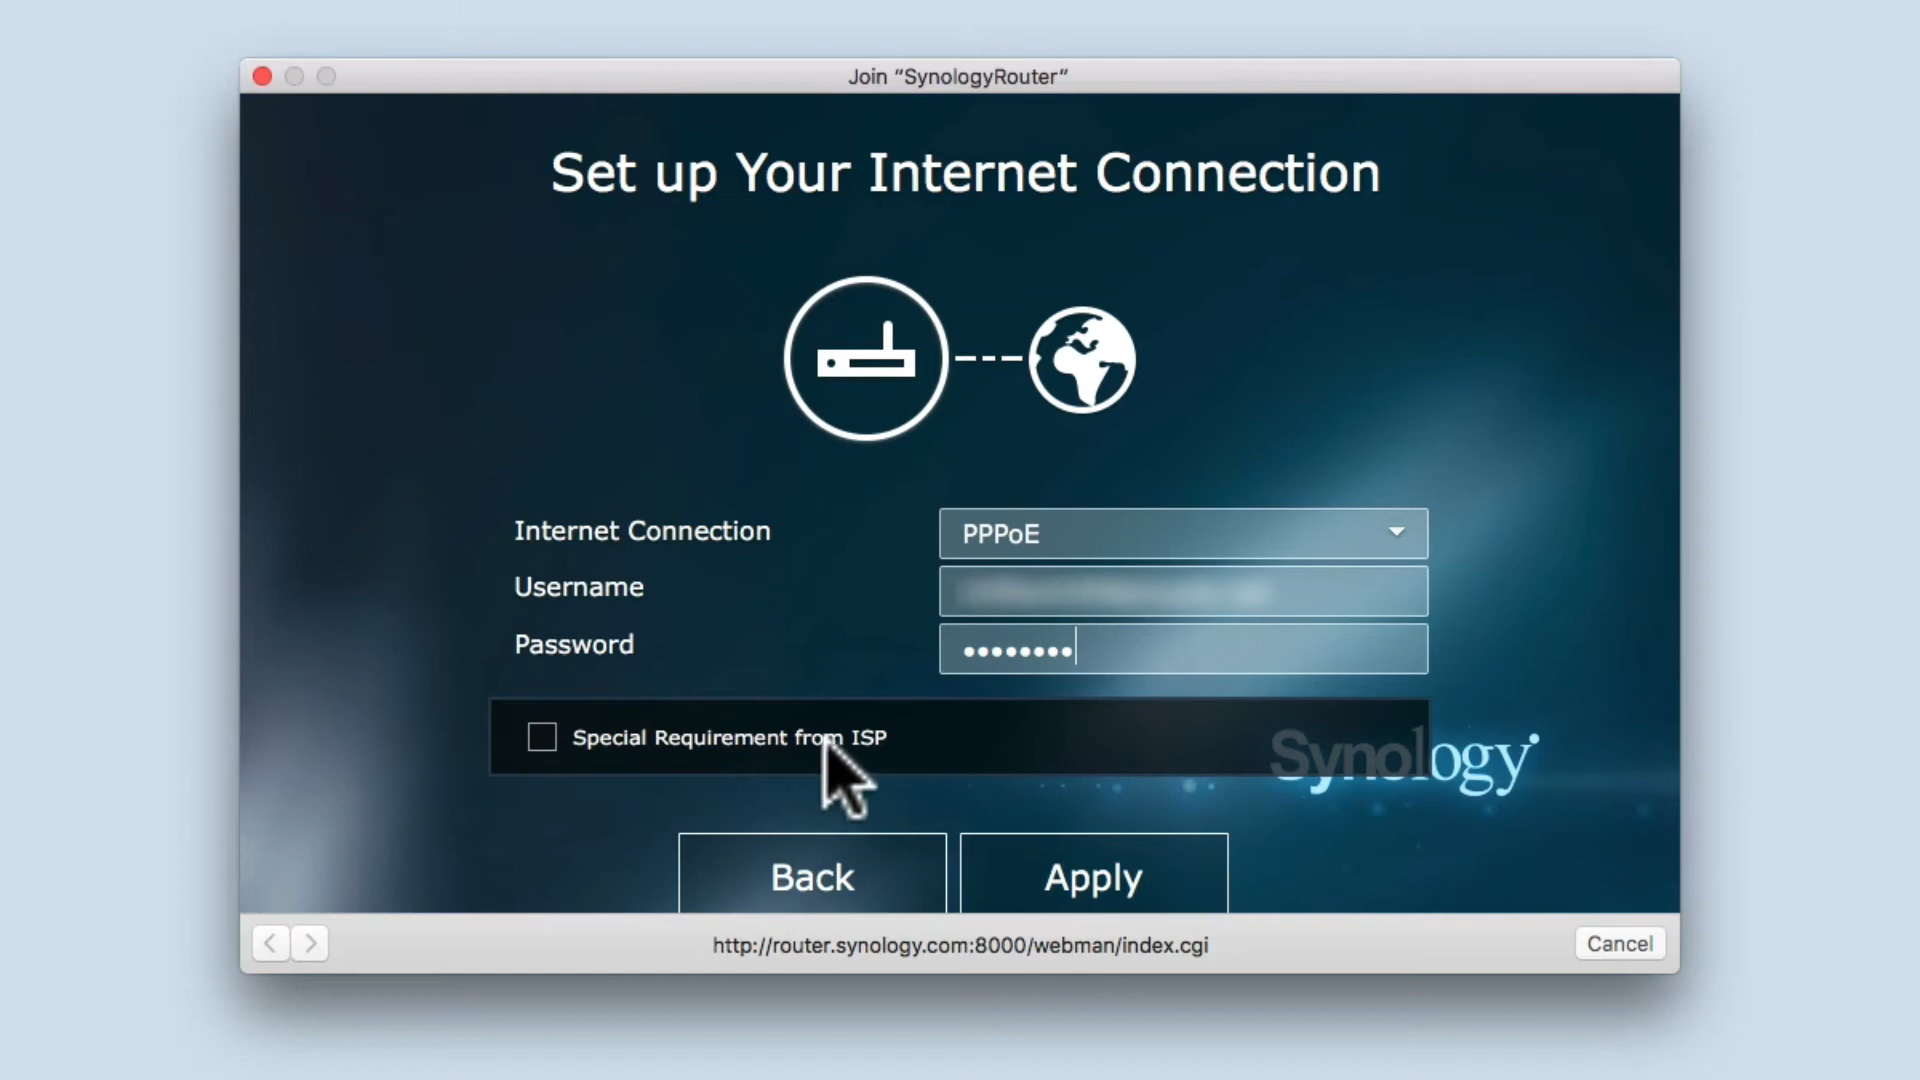 Join “SynologyRouter”
Set up Your Internet Connection
Internet Connection
PPPoE
Username
Password
••••••••
Special Requirement from ISP
Synology
Back
Apply
http://router.synology.com:8000/webman/index.cgi
Cancel